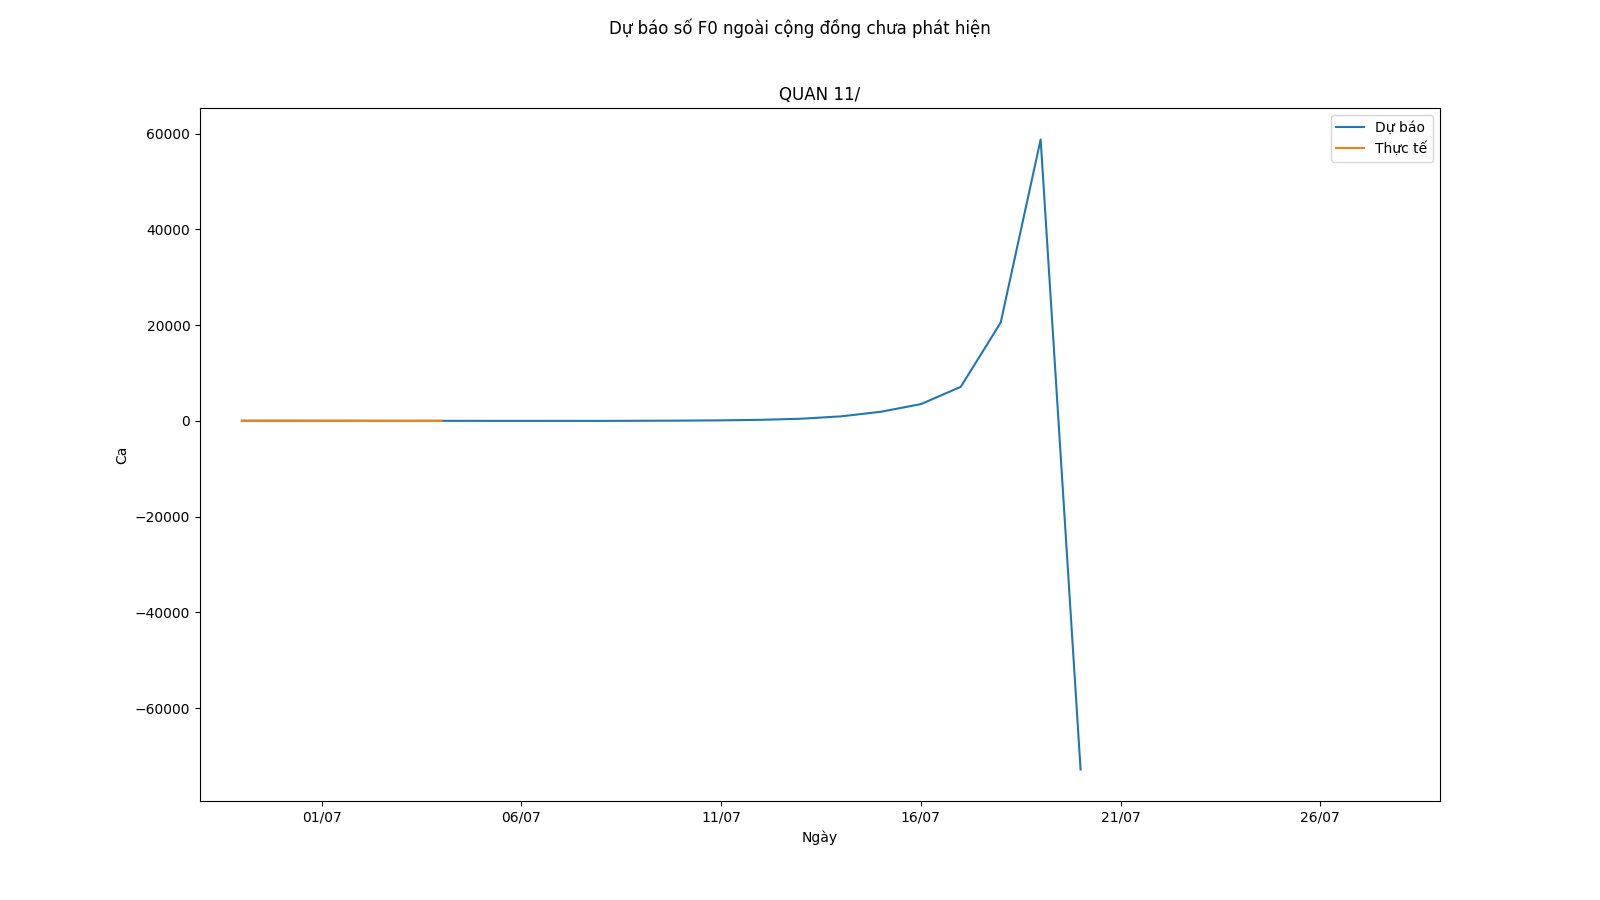 Dự báo số F0 ngoài cộng đồng chưa phát hiện
QUAN 11/
Dự báo
Thực tế
60000
40000
20000
0
−20000
−40000
−60000
Ca
01/07
06/07
11/07
16/07
21/07
26/07
Ngày